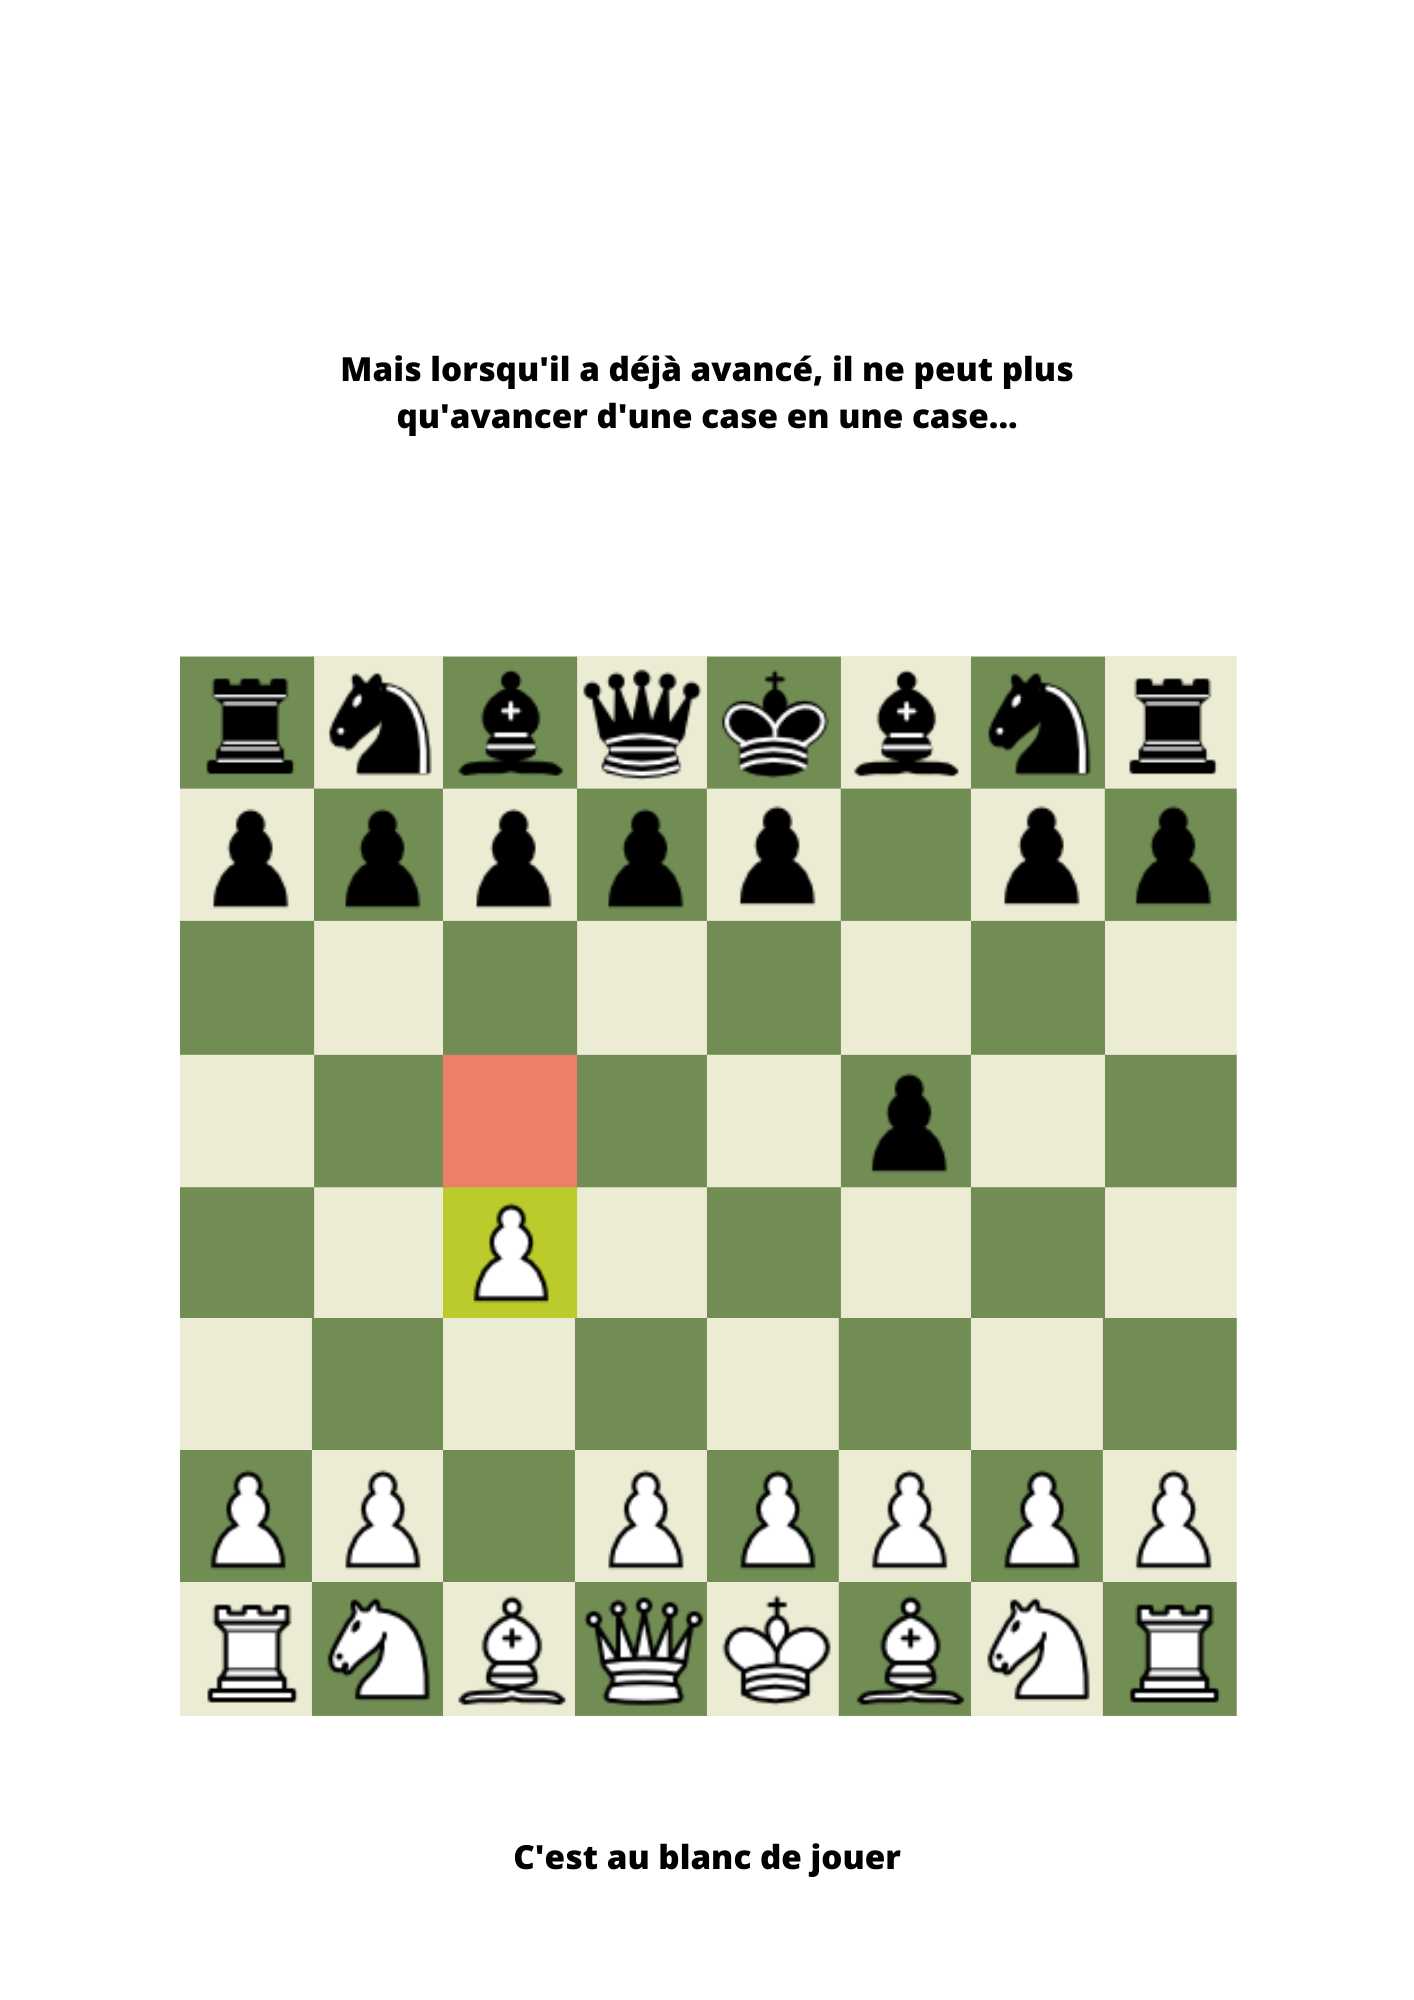 Mais lorsqu'il a déjà avancé, il ne peut plus
qu'avancer d'une case en une case...
C'est au blanc de jouer